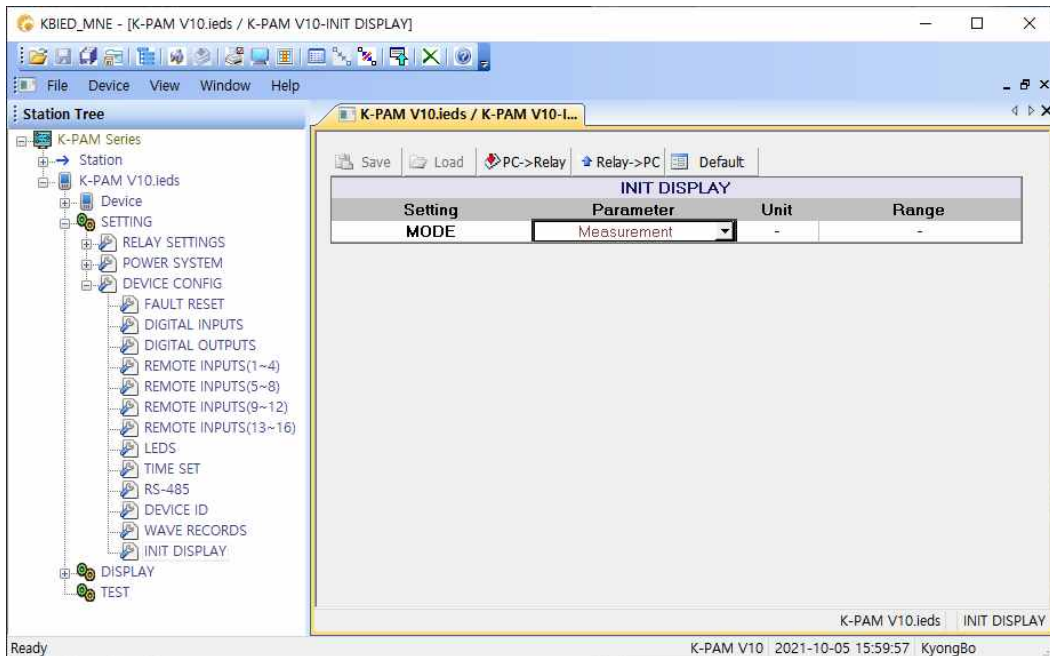 KBIED_MNE - [K-PAM V10.ieds / K-PAM V10-INIT DISPLAY]
File Device View Window Help
Station Tree
K-PAM V10.ieds / K-PAM V10-I...
K-PAM Series
Station
K-PAM V10.ieds
Device
SETTING
RELAY SETTINGS
POWER SYSTEM
DEVICE CONFIG
FAULT RESET
DIGITAL INPUTS
DIGITAL OUTPUTS
REMOTE INPUTS(1~4)
REMOTE INPUTS(5~8)
REMOTE INPUTS(9~12)
REMOTE INPUTS(13~16)
LEDS
TIME SET
RS-485
DEVICE ID
WAVE RECORDS
INIT DISPLAY
DISPLAY
TEST
Save Load PC->Relay Relay->PC Default
INIT DISPLAY
Setting Parameter Unit Range
MODE Measurement - -
K-PAM V10.ieds INIT DISPLAY
Ready K-PAM V10 2021-10-05 15:59:57 KyongBo